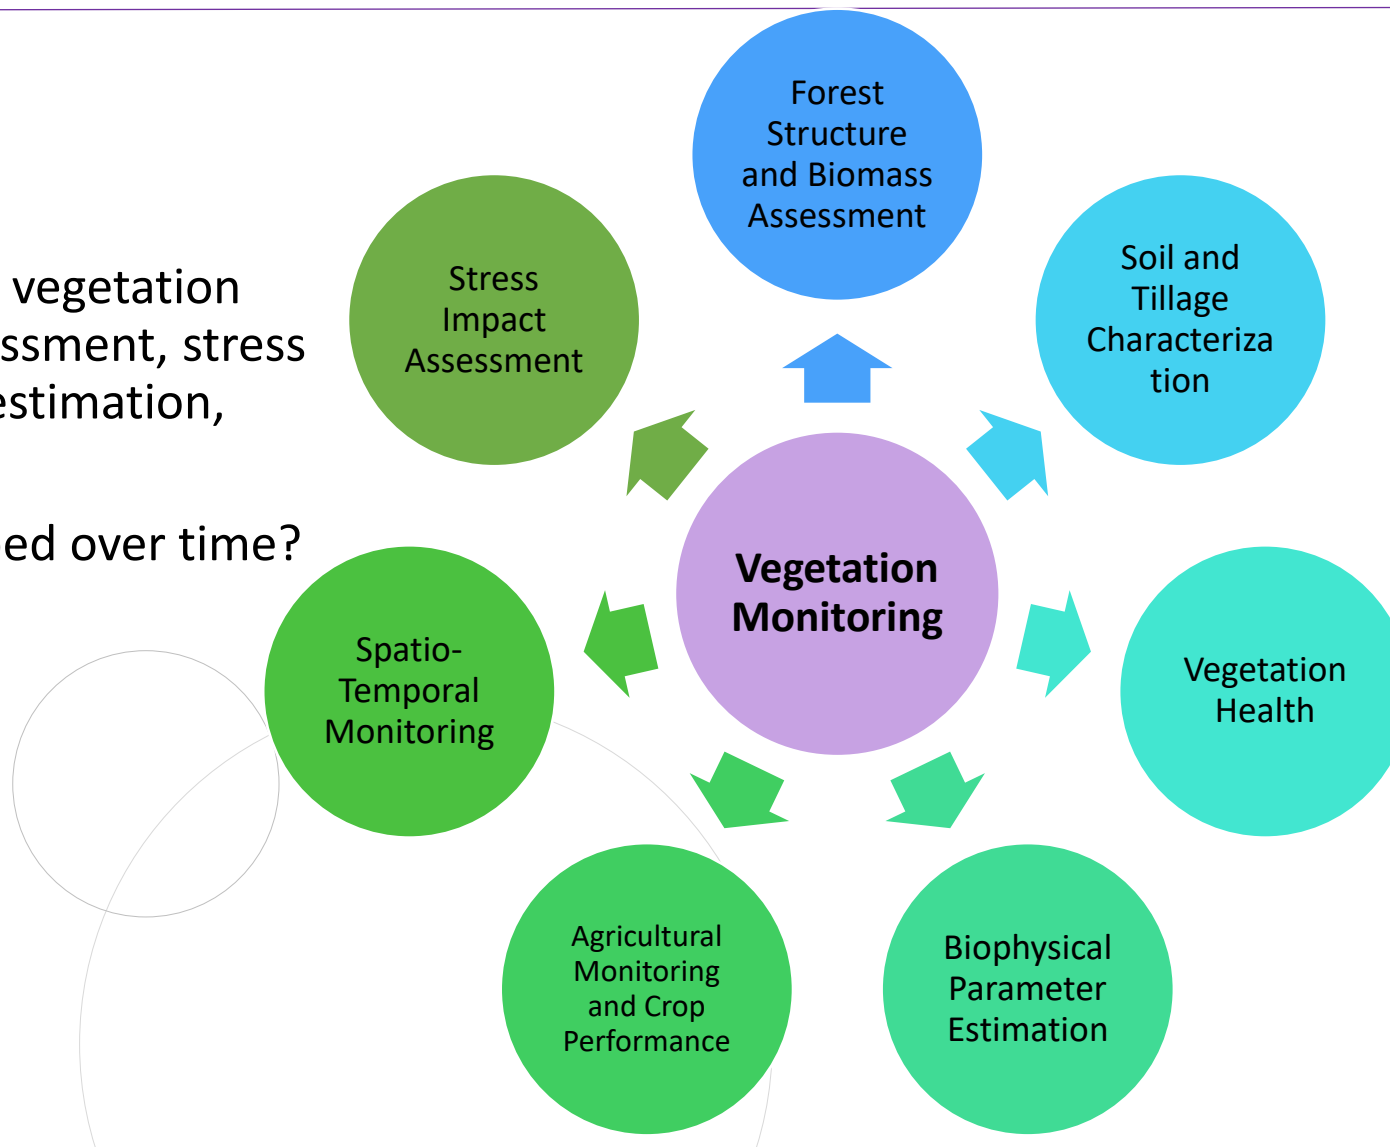 vegetation
ssment, stress
estimation,
ed over time?
Forest
Structure
and Biomass
Assessment
Soil and
Tillage
Characteriza
tion
Vegetation
Health
Biophysical
Parameter
Estimation
Agricultural
Monitoring
and Crop
Performance
Spatio-
Temporal
Monitoring
Stress
Impact
Assessment
Vegetation
Monitoring